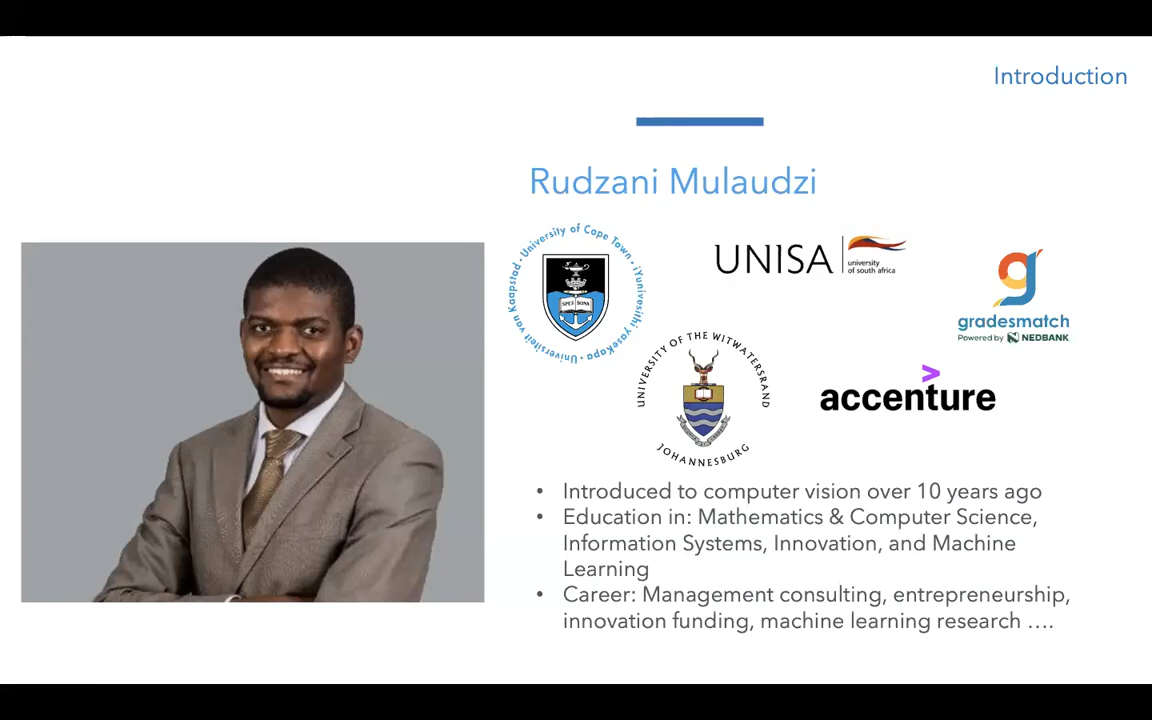 Introduction
Rudzani Mulaudzi
University of Cape Town · iYunivesithi yaseKapa · Universiteit van Kaapstad ·
SPES BONA
UNISA
university
of south africa
g
gradesmatch
Powered by NEDBANK
UNIVERSITY OF THE WITWATERSRAND
JOHANNESBURG
>
accenture
• Introduced to computer vision over 10 years ago
• Education in: Mathematics & Computer Science,
Information Systems, Innovation, and Machine
Learning
• Career: Management consulting, entrepreneurship,
innovation funding, machine learning research ....